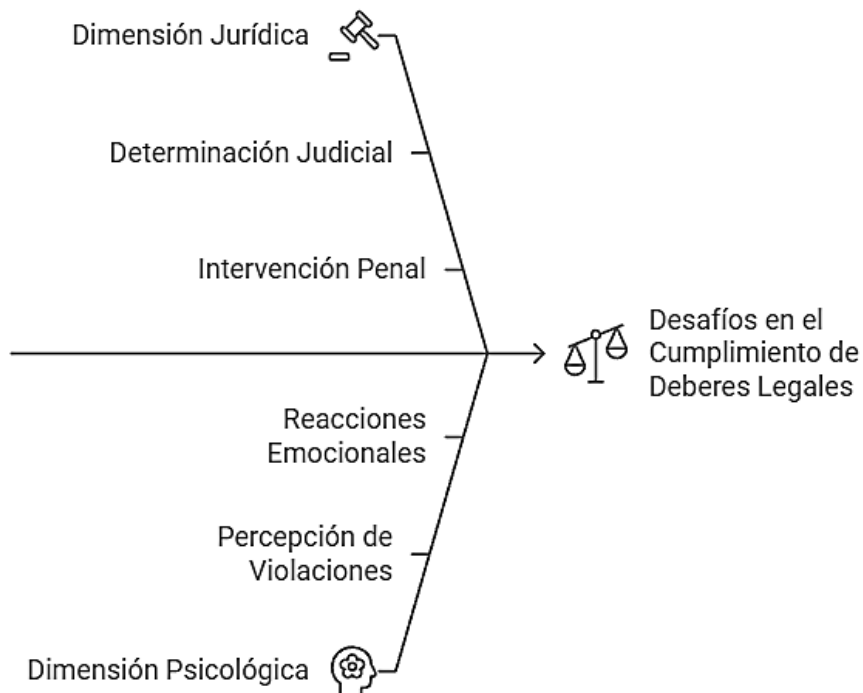 Dimensión Jurídica
Determinación Judicial
Intervención Penal
Desafíos en el
Cumplimiento de
Deberes Legales
Reacciones
Emocionales
Percepción de
Violaciones
Dimensión Psicológica